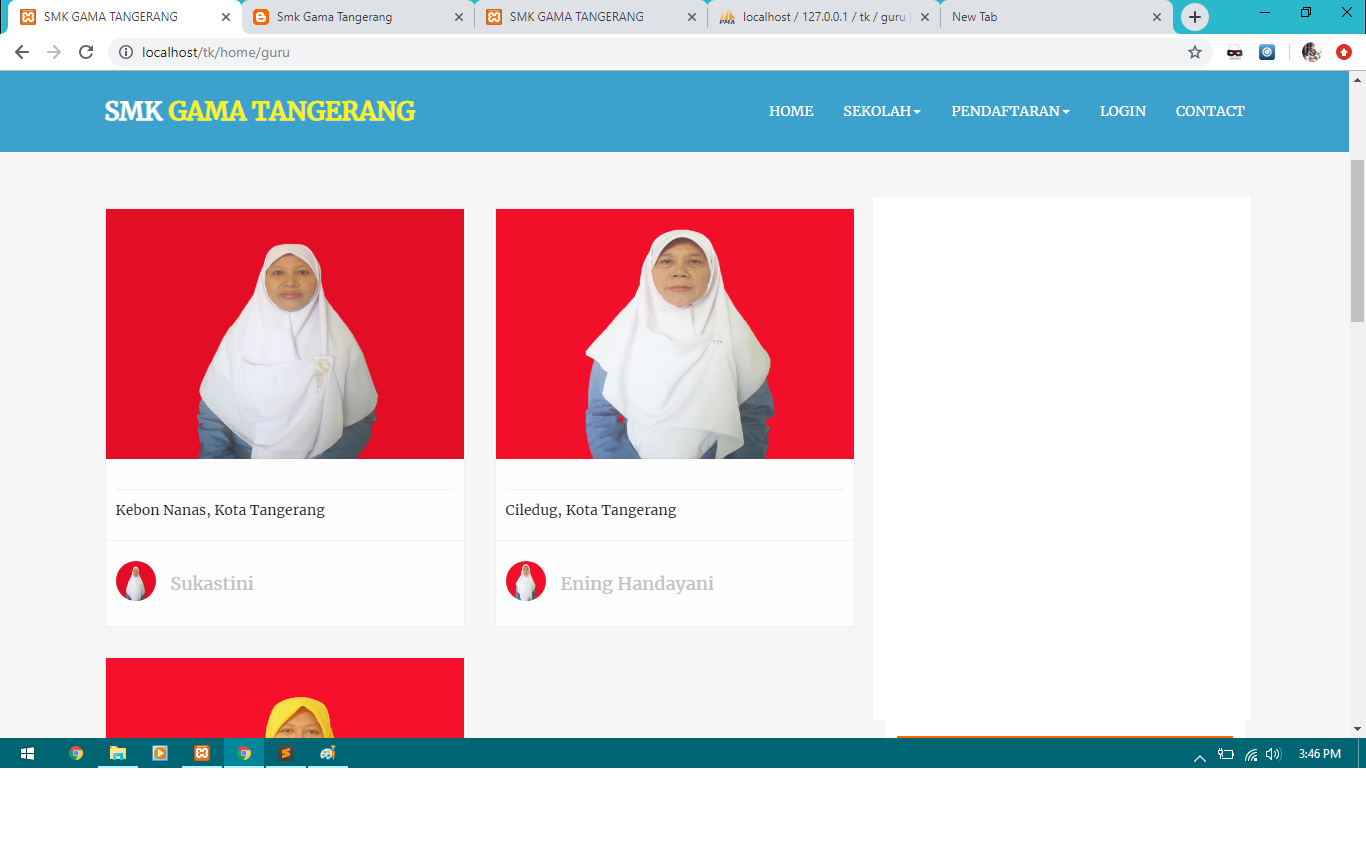 SMK GAMA TANGERANG
Smk Gama Tangerang
SMK GAMA TANGERANG
localhost / 127.0.0.1 / tk / guru
New Tab
localhost/tk/home/guru
SMK GAMA TANGERANG
HOME
SEKOLAH
PENDAFTARAN
LOGIN
CONTACT
Kebon Nanas, Kota Tangerang
Ciledug, Kota Tangerang
Sukastini
Ening Handayani
3:46 PM